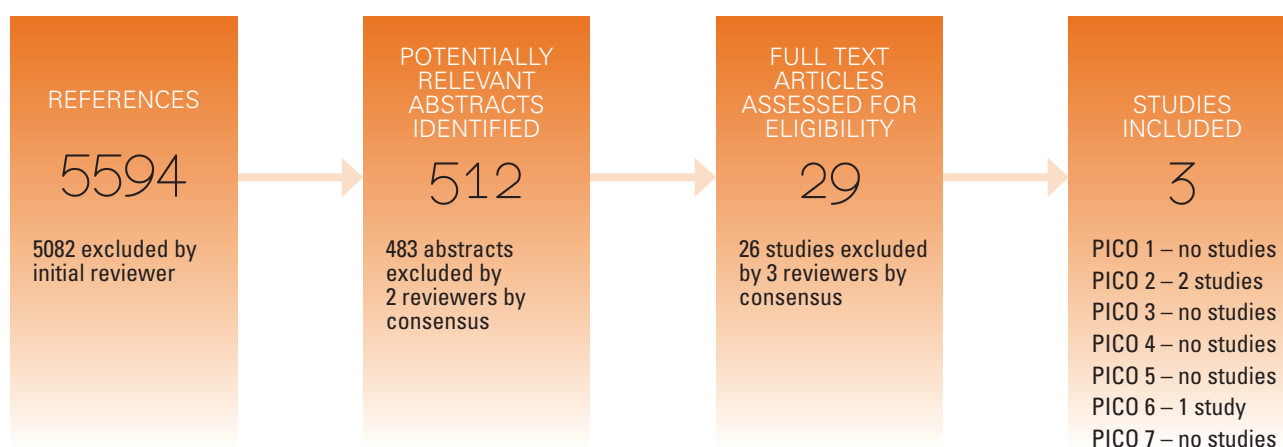 REFERENCES
5594
5082 excluded by
initial reviewer
POTENTIALLY
RELEVANT
ABSTRACTS
IDENTIFIED
512
483 abstracts
excluded by
2 reviewers by
consensus
FULL TEXT
ARTICLES
ASSESSED FOR
ELIGIBILITY
29
26 studies excluded
by 3 reviewers by
consensus
STUDIES
INCLUDED
3
PICO 1 – no studies
PICO 2 – 2 studies
PICO 3 – no studies
PICO 4 – no studies
PICO 5 – no studies
PICO 6 – 1 study
PICO 7 – no studies